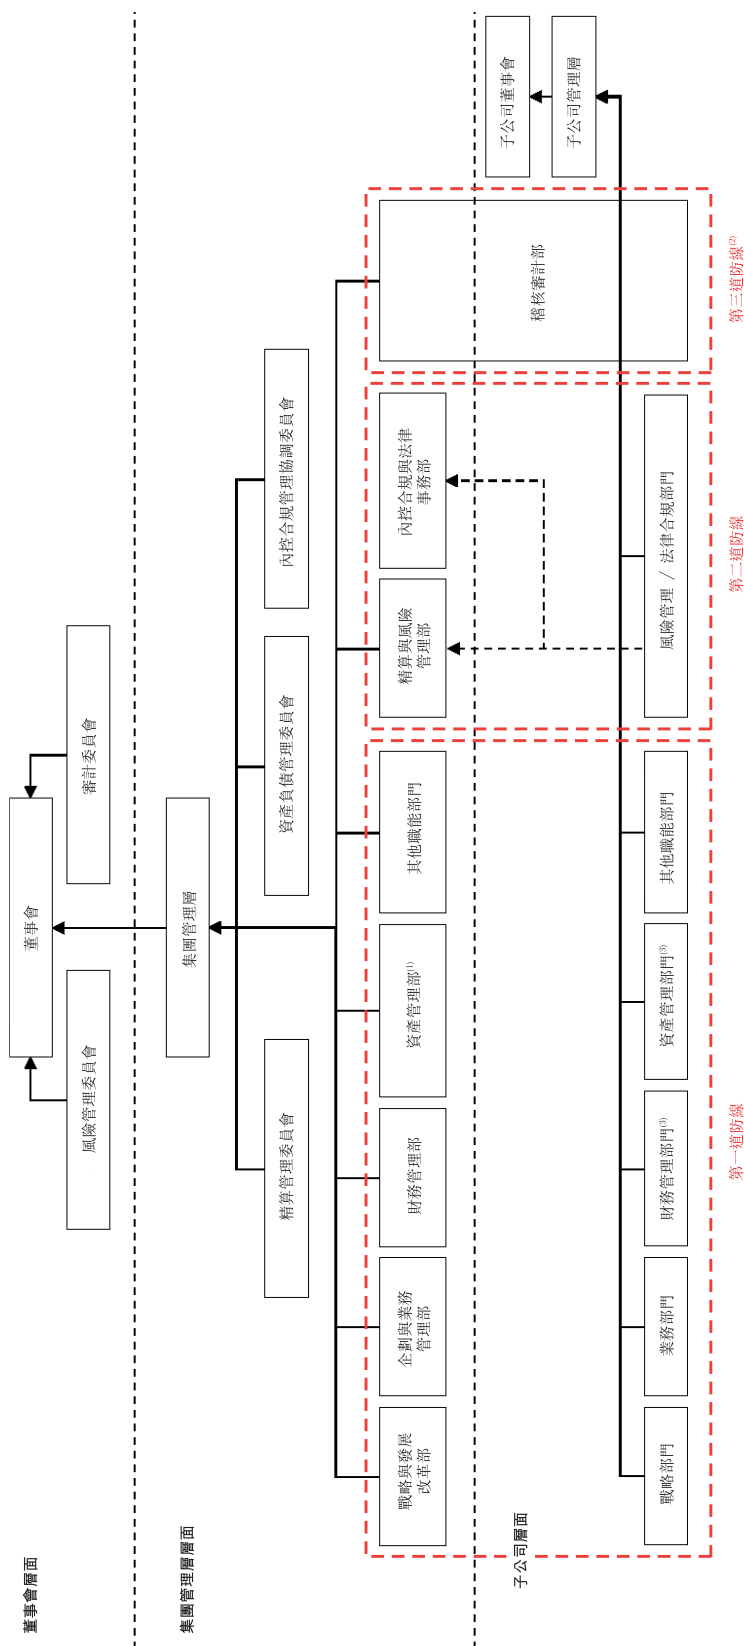 董事會層面
董事會
風險管理委員會
審計委員會
集團管理層層面
集團管理層
精算管理委員會
資產負債管理委員會
內控合規管理協調委員會
戰略與發展
改革部
企劃與業務
管理部
財務管理部
資產管理部⁽¹⁾
其他職能部門
精算與風險
管理部
內控合規與法律
事務部
稽核審計部
子公司層面
子公司董事會
子公司管理層
戰略部門
業務部門
財務管理部門⁽³⁾
資產管理部門⁽³⁾
其他職能部門
風險管理 / 法律合規部門
第一道防線
第二道防線
第三道防線⁽²⁾